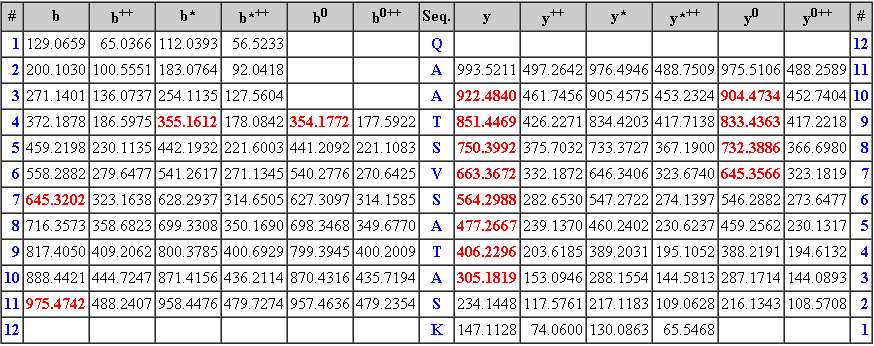 # b b++ b* b*++ b0 b0++ Seq. y y++ y* y*++ y0 y0++ #
1 129.0659 65.0366 112.0393 56.5233 Q 12
2 200.1030 100.5551 183.0764 92.0418 A 993.5211 497.2642 976.4946 488.7509 975.5106 488.2589 11
3 271.1401 136.0737 254.1135 127.5604 A 922.4840 461.7456 905.4575 453.2324 904.4734 452.7404 10
4 372.1878 186.5975 355.1612 178.0842 354.1772 177.5922 T 851.4469 426.2271 834.4203 417.7138 833.4363 417.2218 9
5 459.2198 230.1135 442.1932 221.6003 441.2092 221.1083 S 750.3992 375.7032 733.3727 367.1900 732.3886 366.6980 8
6 558.2882 279.6477 541.2617 271.1345 540.2776 270.6425 V 663.3672 332.1872 646.3406 323.6740 645.3566 323.1819 7
7 645.3202 323.1638 628.2937 314.6505 627.3097 314.1585 S 564.2988 282.6530 547.2722 274.1397 546.2882 273.6477 6
8 716.3573 358.6823 699.3308 350.1690 698.3468 349.6770 A 477.2667 239.1370 460.2402 230.6237 459.2562 230.1317 5
9 817.4050 409.2062 800.3785 400.6929 799.3945 400.2009 T 406.2296 203.6185 389.2031 195.1052 388.2191 194.6132 4
10 888.4421 444.7247 871.4156 436.2114 870.4316 435.7194 A 305.1819 153.0946 288.1554 144.5813 287.1714 144.0893 3
11 975.4742 488.2407 958.4476 479.7274 957.4636 479.2354 S 234.1448 117.5761 217.1183 109.0628 216.1343 108.5708 2
12 K 147.1128 74.0600 130.0863 65.5468 1